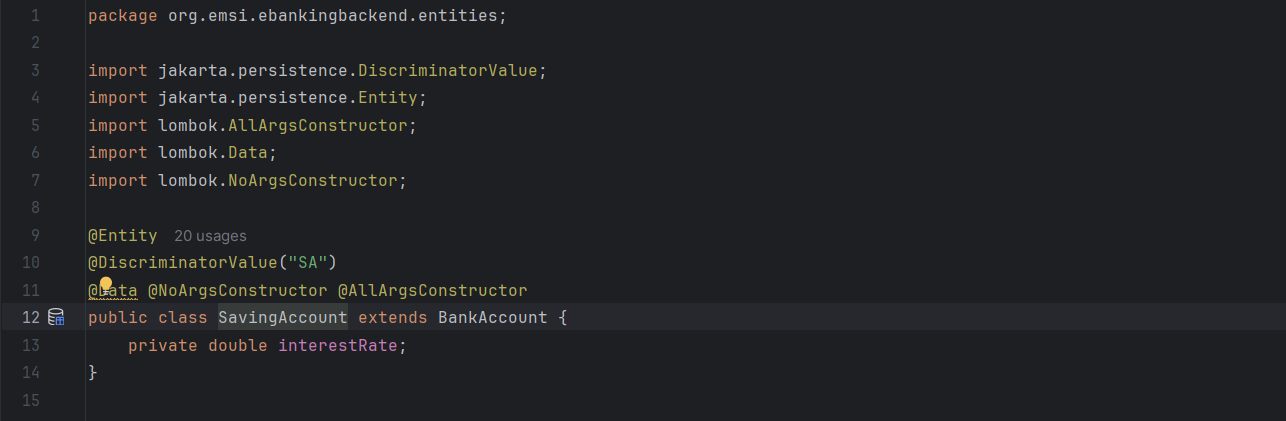 1 package org.emsi.ebankingbackend.entities;
2
3 import jakarta.persistence.DiscriminatorValue;
4 import jakarta.persistence.Entity;
5 import lombok.AllArgsConstructor;
6 import lombok.Data;
7 import lombok.NoArgsConstructor;
8
9 @Entity 20 usages
10 @DiscriminatorValue("SA")
11 @Data @NoArgsConstructor @AllArgsConstructor
12 public class SavingAccount extends BankAccount {
13 private double interestRate;
14 }
15